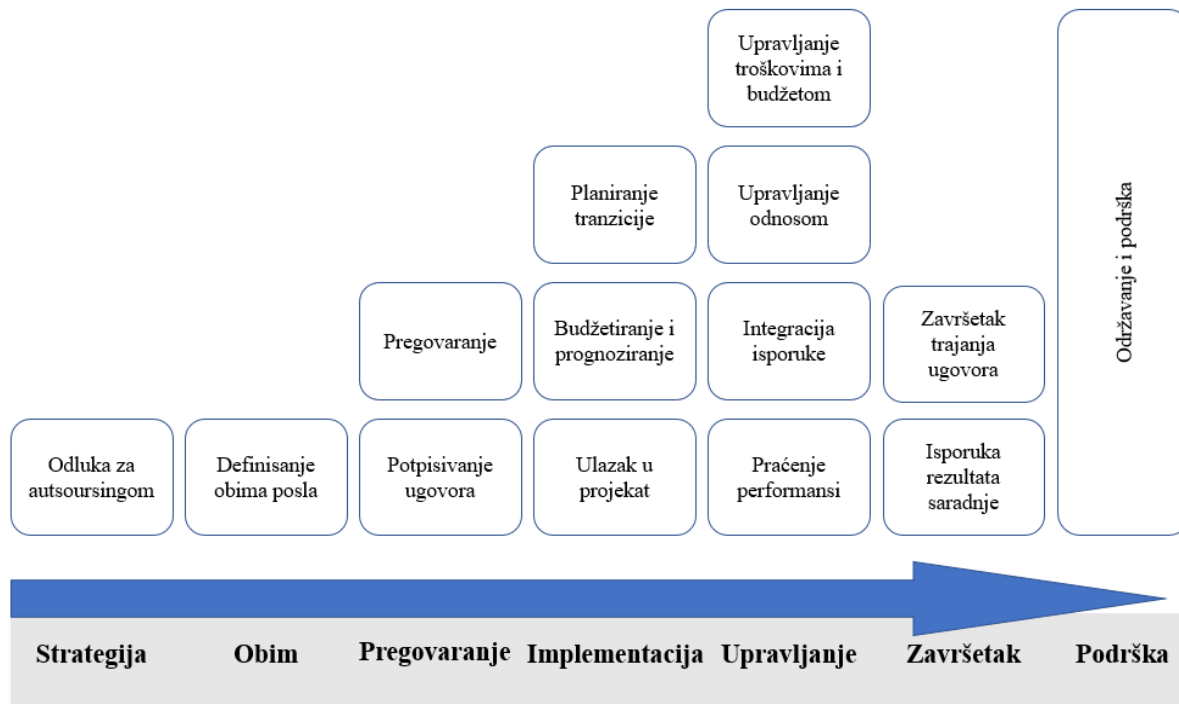 Upravljanje
troškovima i
budžetom
Planiranje
tranzicije
Upravljanje
odnosom
Pregovaranje
Budžetiranje i
prognoziranje
Integracija
isporuke
Završetak
trajanja
ugovora
Održavanje i podrška
Odluka za
autsoursingom
Definisanje
obima posla
Potpisivanje
ugovora
Ulazak u
projekat
Praćenje
performansi
Isporuka
rezultata
saradnje
Strategija
Obim
Pregovaranje
Implementacija
Upravljanje
Završetak
Podrška